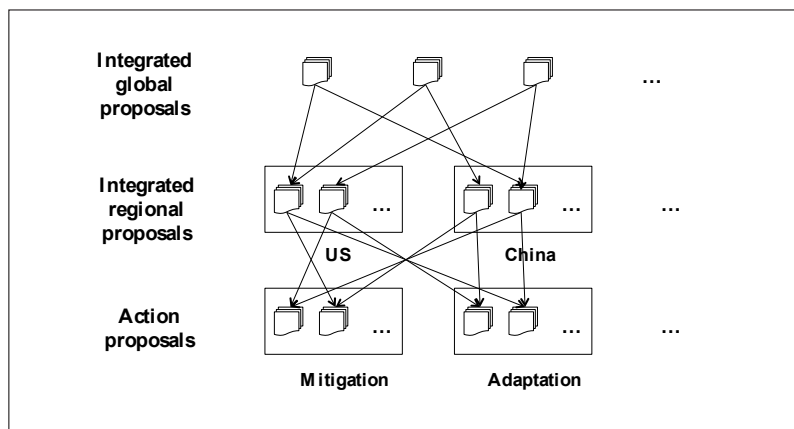 Integrated
global
proposals
...
Integrated
regional
proposals
...
...
...
US
China
Action
proposals
...
...
...
Mitigation
Adaptation